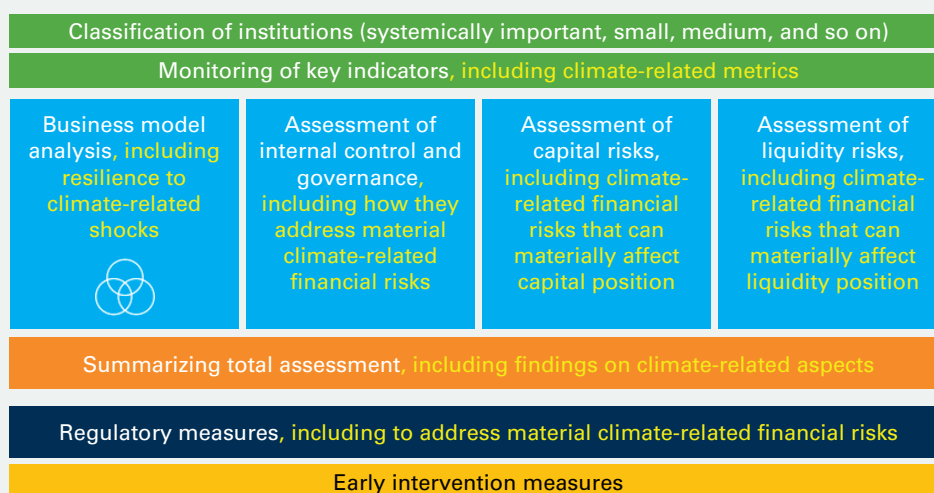 Classification of institutions (systemically important, small, medium, and so on)
Monitoring of key indicators, including climate-related metrics
Business model
analysis, including
resilience to
climate-related
shocks
Assessment of
internal control and
governance,
including how they
address material
climate-related
financial risks
Assessment of
capital risks,
including climate-
related financial
risks that can
materially affect
capital position
Assessment of
liquidity risks,
including climate-
related financial
risks that can
materially affect
liquidity position
Summarizing total assessment, including findings on climate-related aspects
Regulatory measures, including to address material climate-related financial risks
Early intervention measures